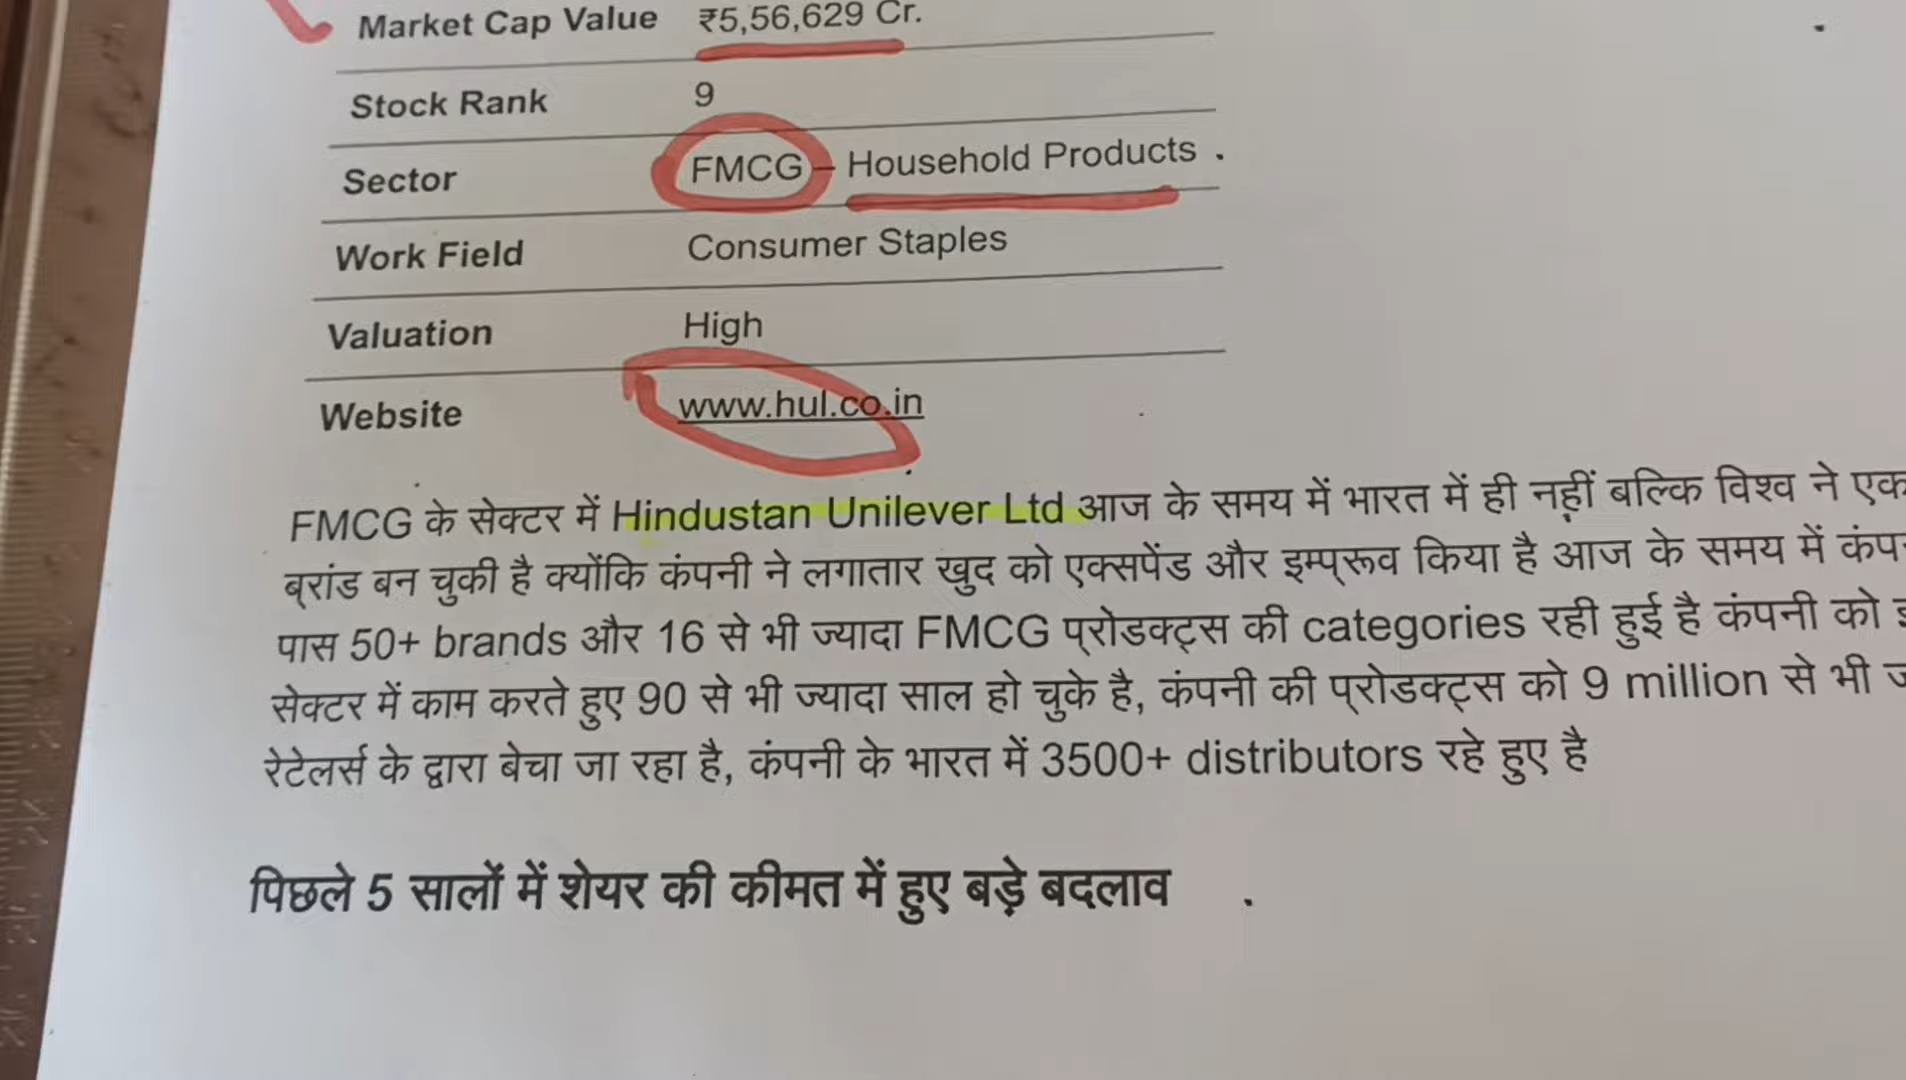 Market Cap Value ₹5,56,629 Cr.
Stock Rank 9
Sector FMCG – Household Products
Work Field Consumer Staples
Valuation High
Website www.hul.co.in
FMCG के सेक्टर में Hindustan Unilever Ltd आज के समय में भारत में ही नहीं बल्कि विश्व ने एक
ब्रांड बन चुकी है क्योंकि कंपनी ने लगातार खुद को एक्सपेंड और इम्प्रूव किया है आज के समय में
पास 50+ brands और 16 से भी ज्यादा FMCG प्रोडक्ट्स की categories रही हुई है कंपनी को
सेक्टर में काम करते हुए 90 से भी ज्यादा साल हो चुके है, कंपनी की प्रोडक्ट्स को 9 million से भी
रेटेलर्स के द्वारा बेचा जा रहा है, कंपनी के भारत में 3500+ distributors रहे हुए है
पिछले 5 सालों में शेयर की कीमत में हुए बड़े बदलाव